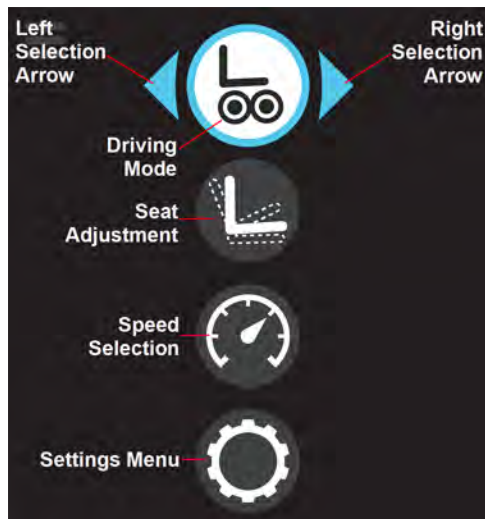 Left
Selection
Arrow
Right
Selection
Arrow
Driving
Mode
Seat
Adjustment
Speed
Selection
Settings Menu